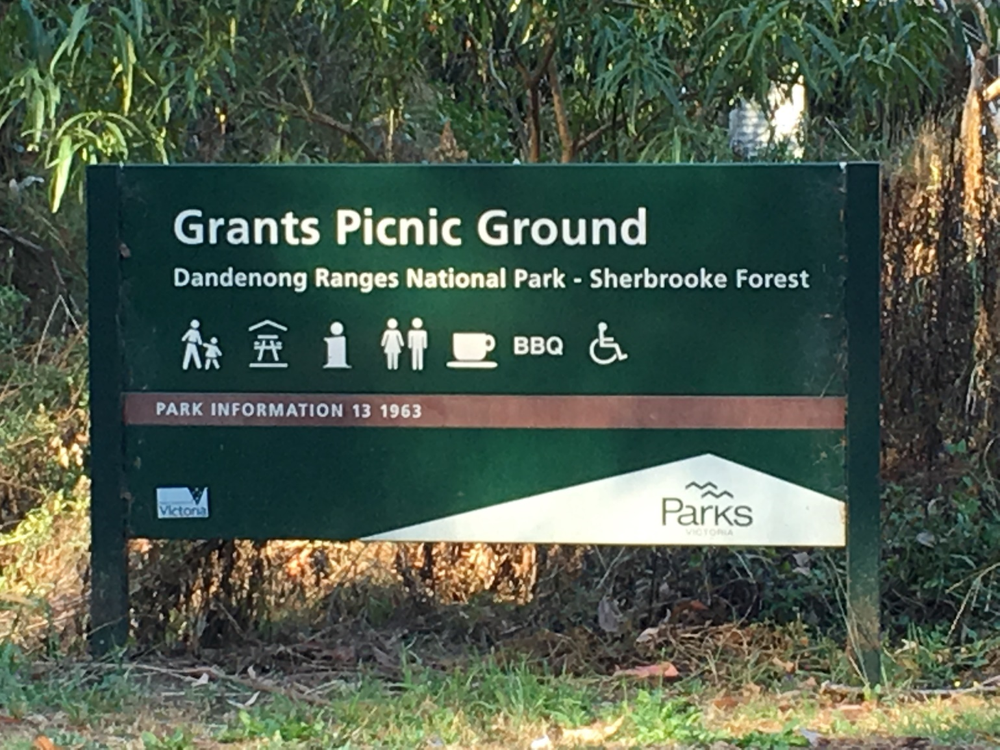 Grants Picnic Ground
Dandenong Ranges National Park - Sherbrooke Forest
BBQ
PARK INFORMATION 13 1963
Victoria
Parks
VICTORIA